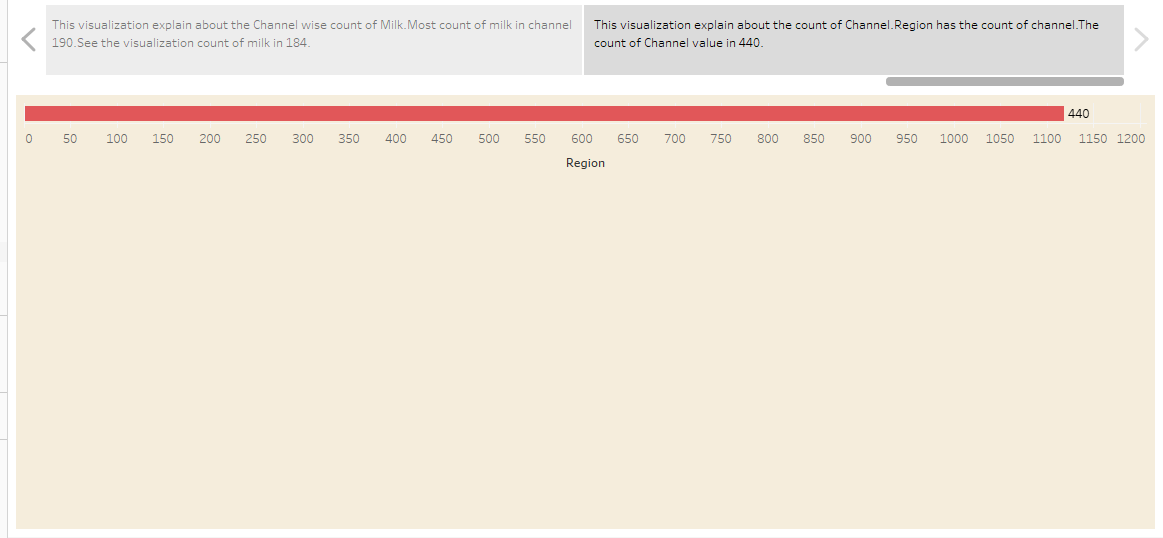 This visualization explain about the Channel wise count of Milk.Most count of milk in channel
190.See the visualization count of milk in 184.
This visualization explain about the count of Channel.Region has the count of channel.The
count of Channel value in 440.
440
0 50 100 150 200 250 300 350 400 450 500 550 600 650 700 750 800 850 900 950 1000 1050 1100 1150 1200
Region